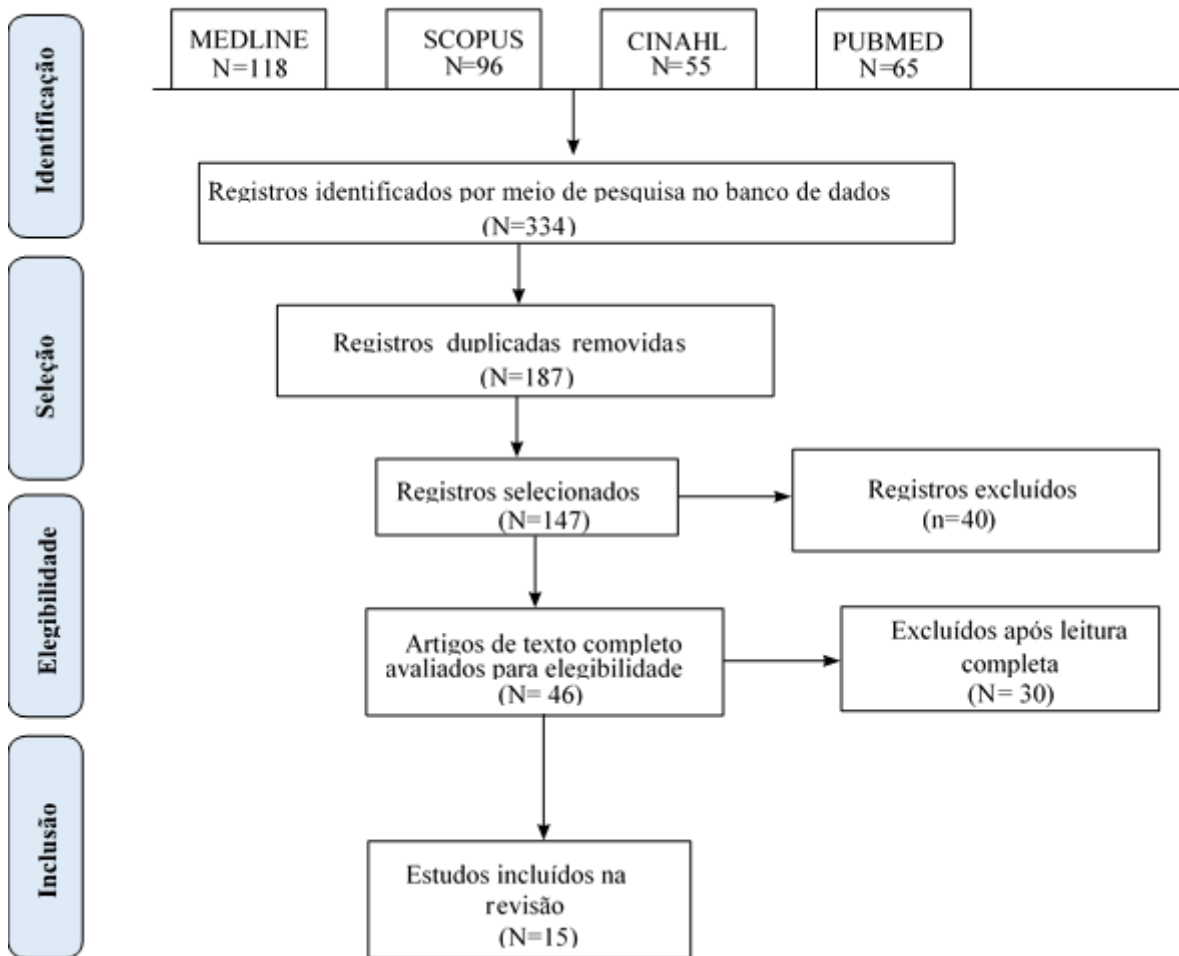 MEDLINE
N=118
SCOPUS
N=96
CINAHL
N=55
PUBMED
N=65
Identificação
Registros identificados por meio de pesquisa no banco de dados
(N=334)
Seleção
Registros duplicadas removidas
(N=187)
Registros selecionados
(N=147)
Registros excluídos
(n=40)
Elegibilidade
Artigos de texto completo
avaliados para elegibilidade
(N= 46)
Excluídos após leitura
completa
(N= 30)
Inclusão
Estudos incluídos na
revisão
(N=15)